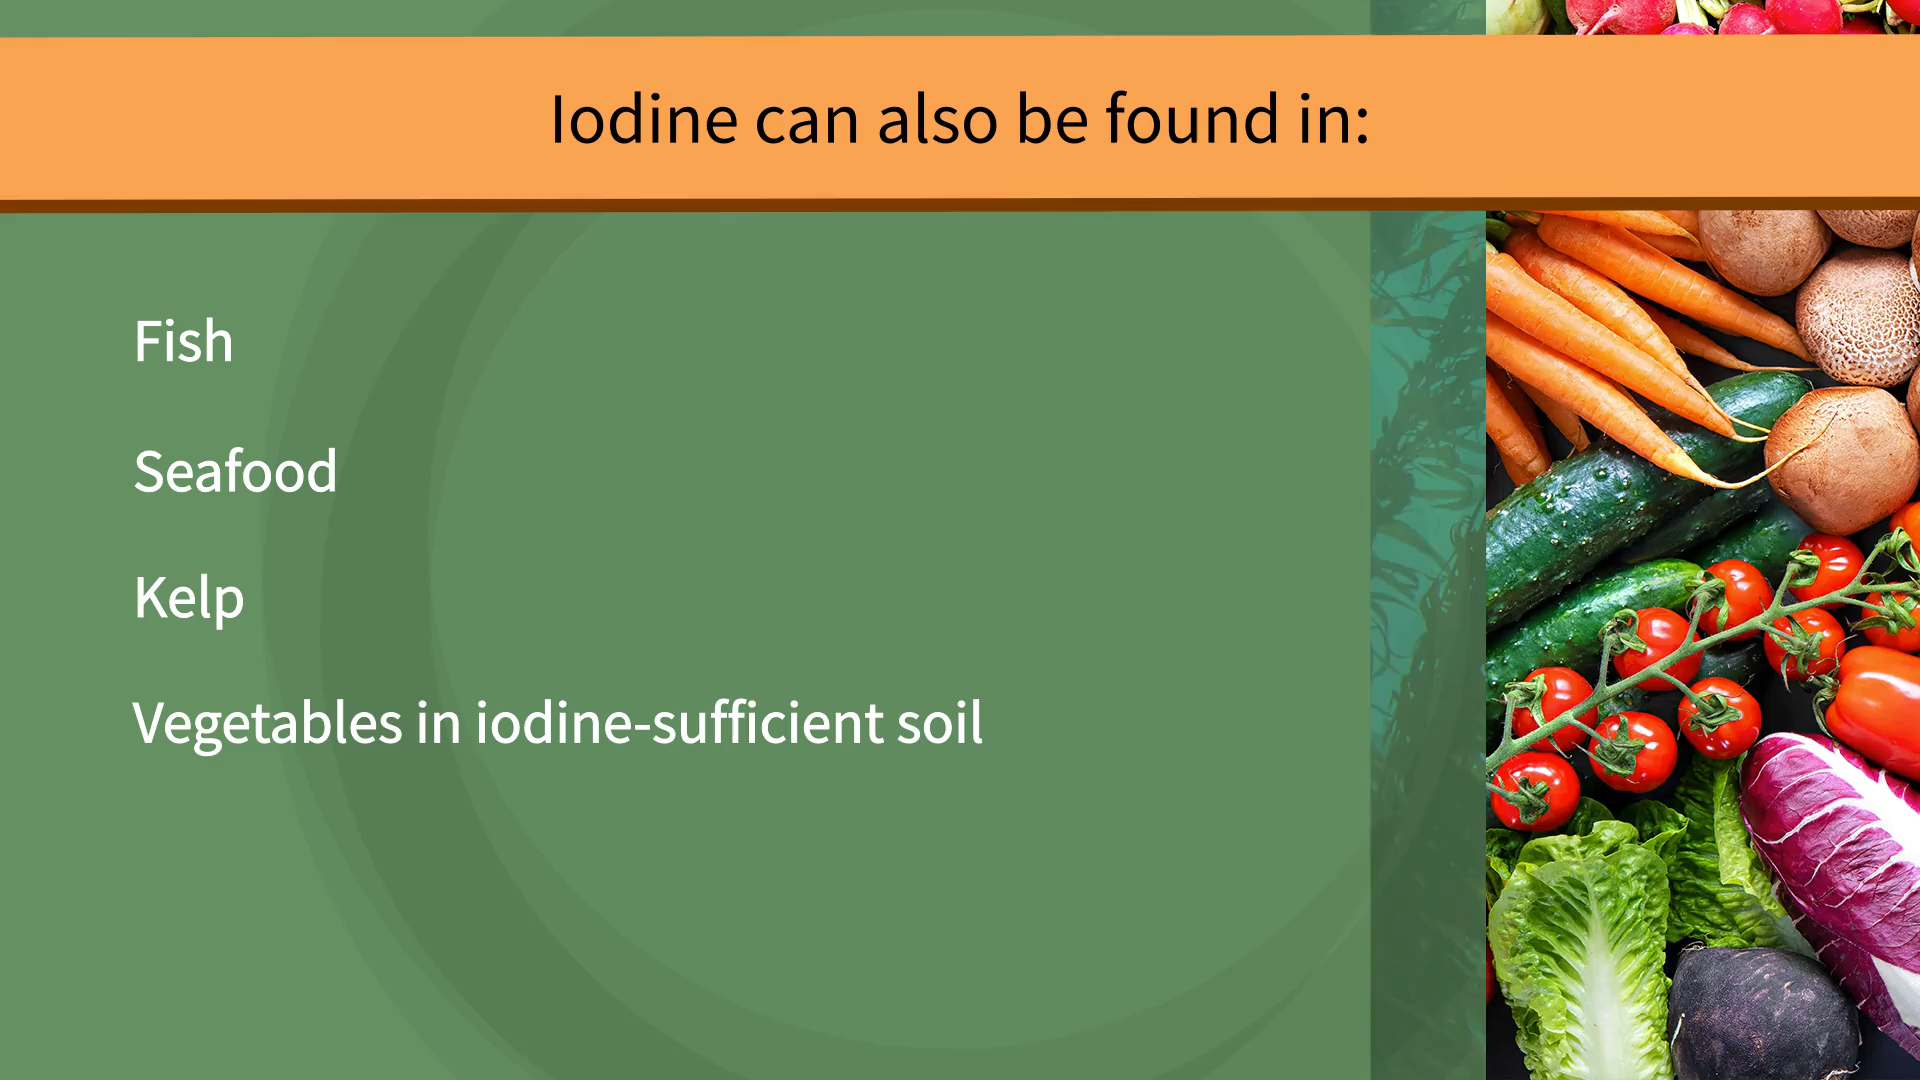 Iodine can also be found in:
Fish
Seafood
Kelp
Vegetables in iodine-sufficient soil